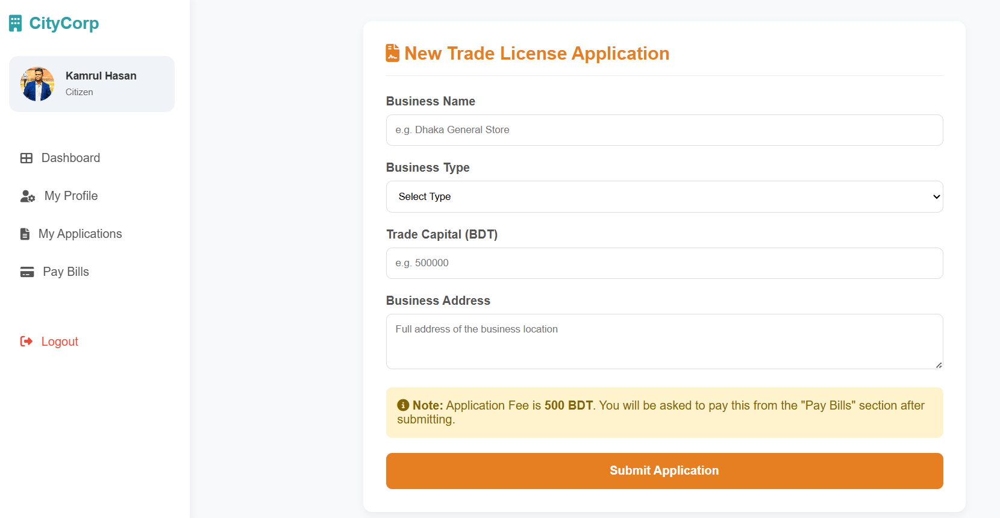 CityCorp
Kamrul Hasan
Citizen
Dashboard
My Profile
My Applications
Pay Bills
Logout
New Trade License Application
Business Name
e.g. Dhaka General Store
Business Type
Select Type
Trade Capital (BDT)
e.g. 500000
Business Address
Full address of the business location
Note: Application Fee is 500 BDT. You will be asked to pay this from the "Pay Bills" section after
submitting.
Submit Application